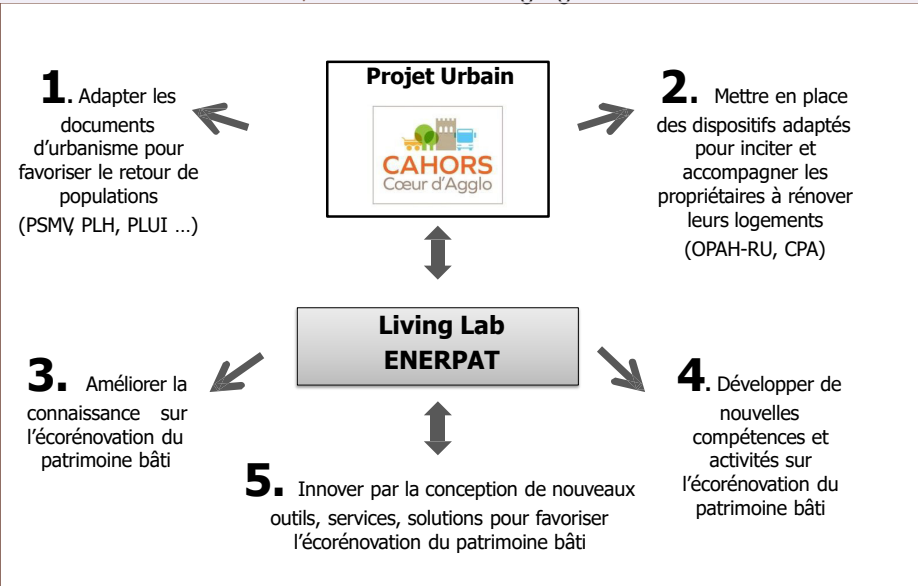 Projet Urbain
CAHORS
Cœur d'Agglo
1. Adapter les
documents
d'urbanisme pour
favoriser le retour de
populations
(PSMV, PLH, PLUI ...)
2. Mettre en place
des dispositifs adaptés
pour inciter et
accompagner les
propriétaires à rénover
leurs logements
(OPAH-RU, CPA)
Living Lab
ENERPAT
3. Améliorer la
connaissance sur
l'écorénovation du
patrimoine bâti
4. Développer de
nouvelles
compétences et
activités sur
l'écorénovation du
patrimoine bâti
5. Innover par la conception de nouveaux
outils, services, solutions pour favoriser
l'écorénovation du patrimoine bâti